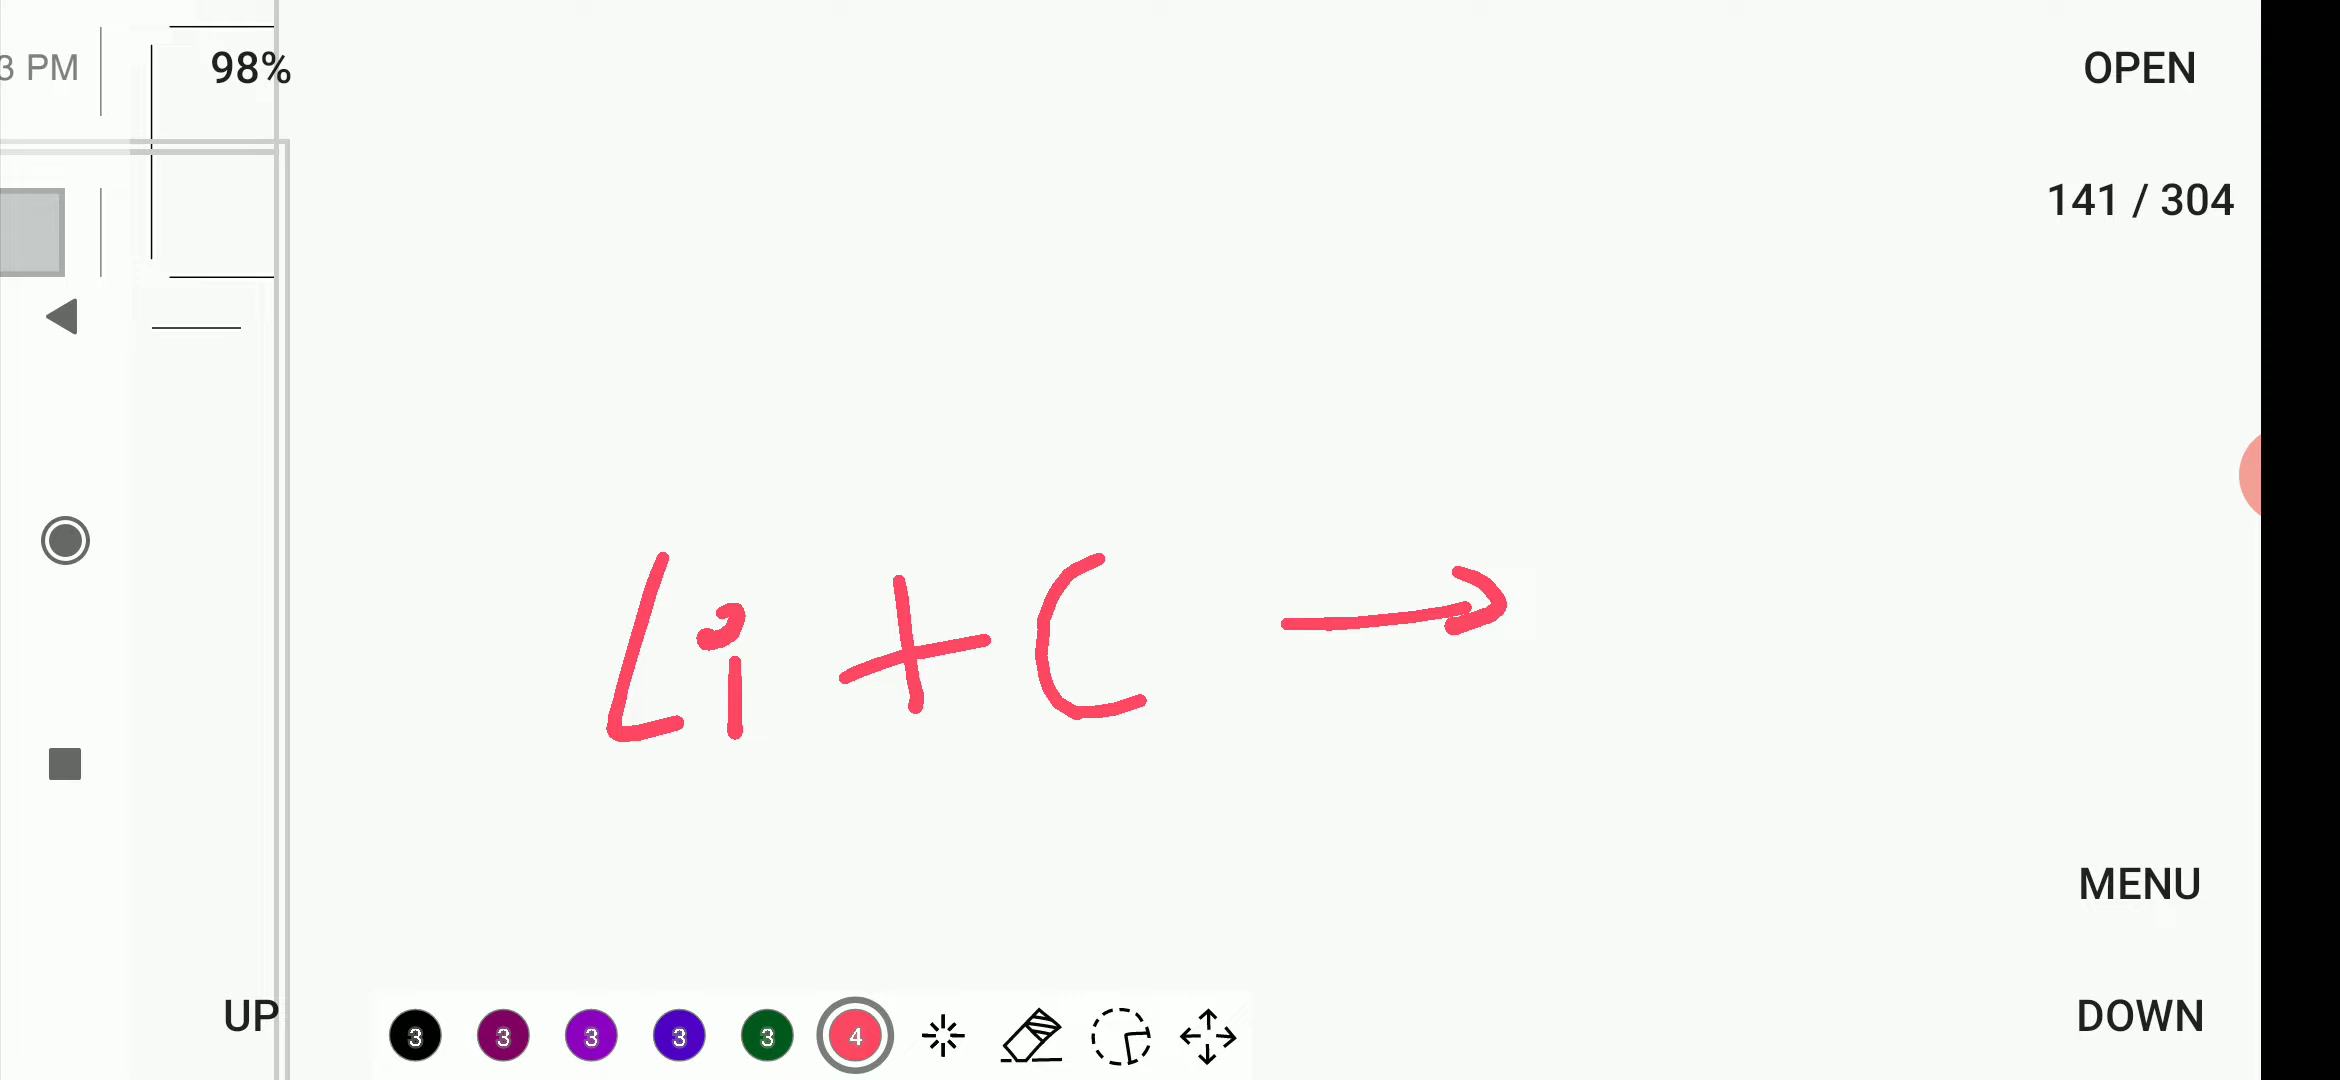 3 PM 98% OPEN
141 / 304
Li + C →
MENU
UP DOWN
3 3 3 3 3 4